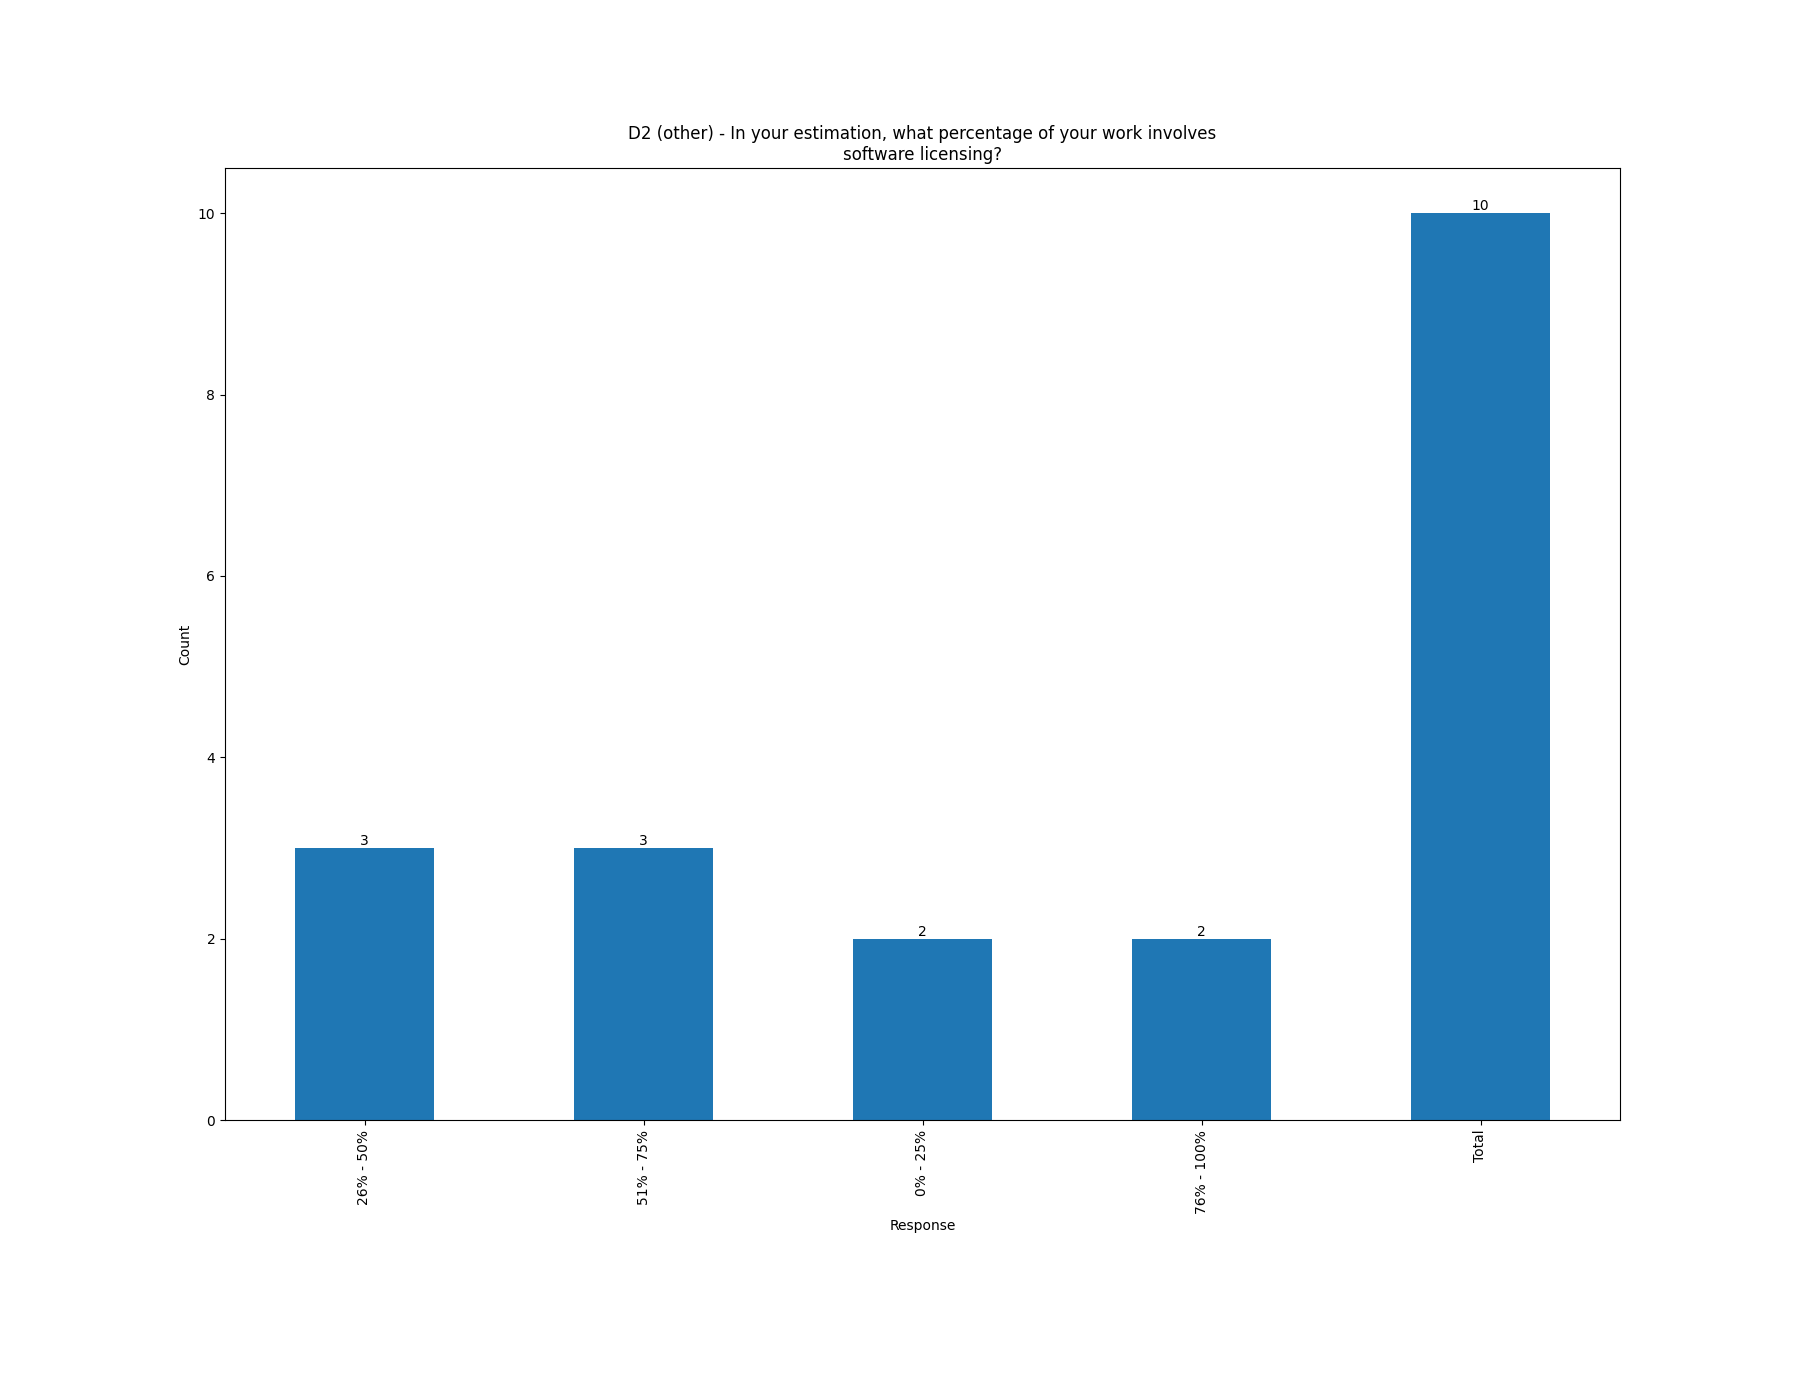 D2 (other) - In your estimation, what percentage of your work involves
software licensing?
10
8
6
4
2
0
Count
3
3
2
2
10
26% - 50%
51% - 75%
0% - 25%
76% - 100%
Total
Response